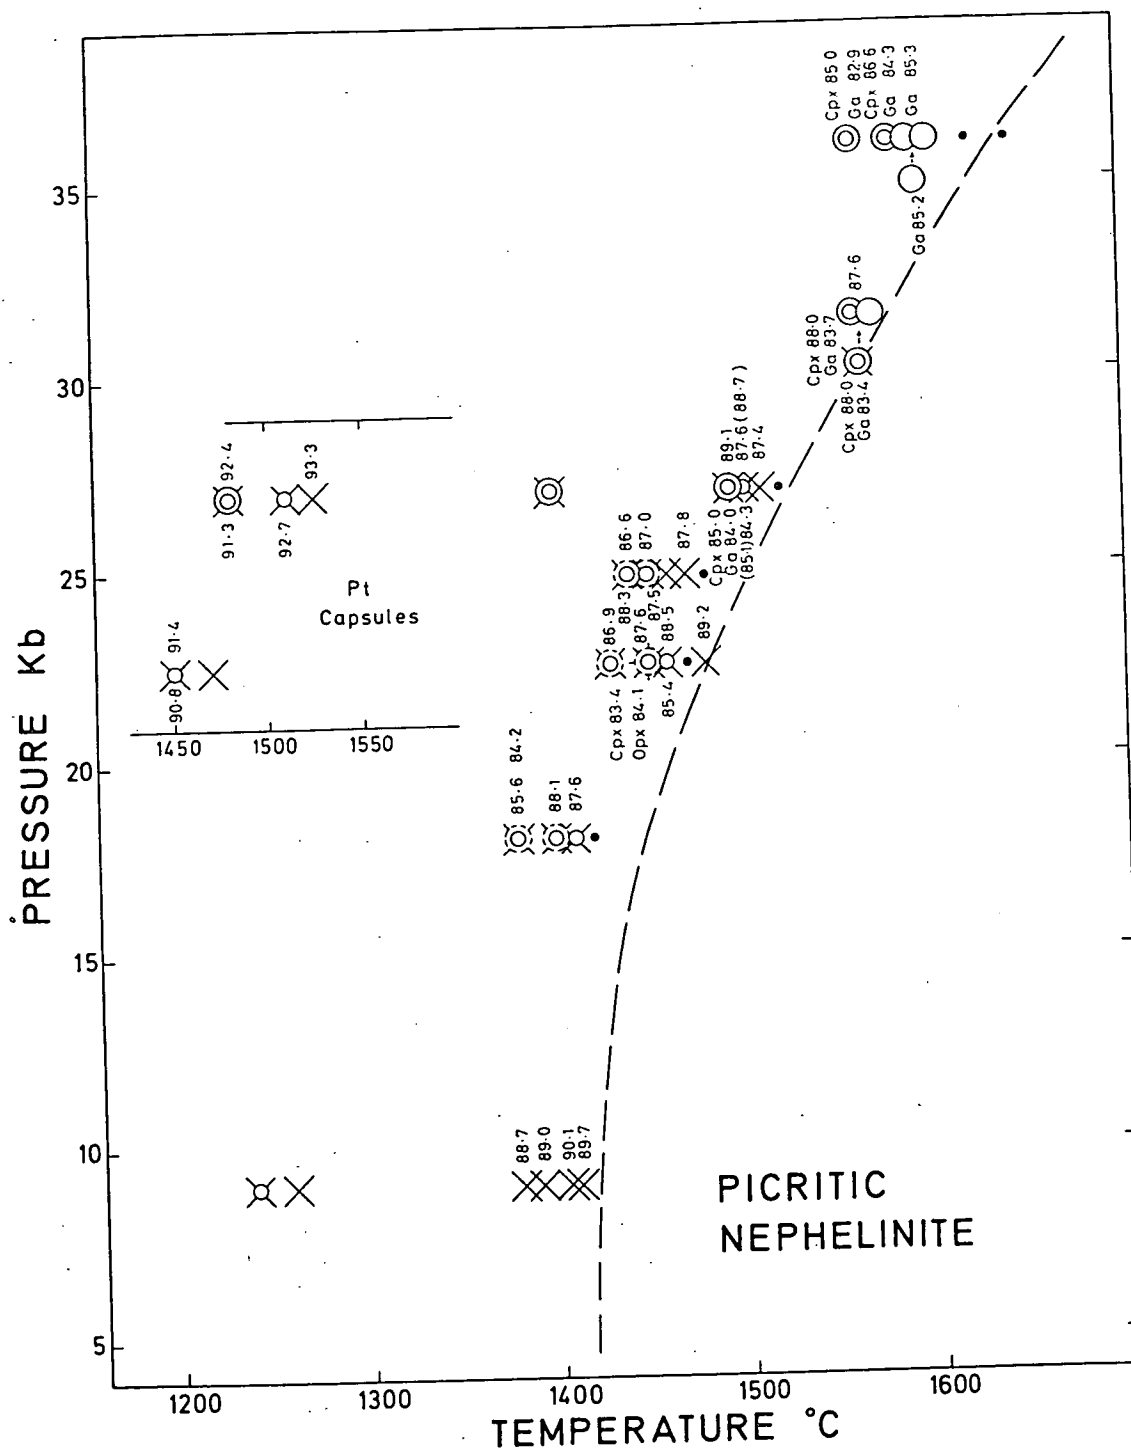 Cpx 85·0
Ga 82·9
Cpx 86·6
Ga 84·3
Ga 85·3
35
Ga 85·2
87·6
Cpx 88·0
Ga 83·7
30
Cpx 88·0
Ga 83·4
89·1
87·6 (88·7)
87·4
92·4
93·3
91·3
92·7
86·6
87·0
87·8
Cpx 85·0
Ga 84·0
(85·1) 84·3
25
Pt
Capsules
88·3
87·5
91·4
86·9
87·6
88·5
89·2
90·8
Cpx 83·4
Opx 84·1
85·4
1450
1500
1550
PRESSURE Kb
20
85·6
84·2
88·1
87·6
15
10
88·7
89·0
90·1
89·7
PICRITIC
NEPHELINITE
5
1200
1300
1400
1500
1600
TEMPERATURE °C